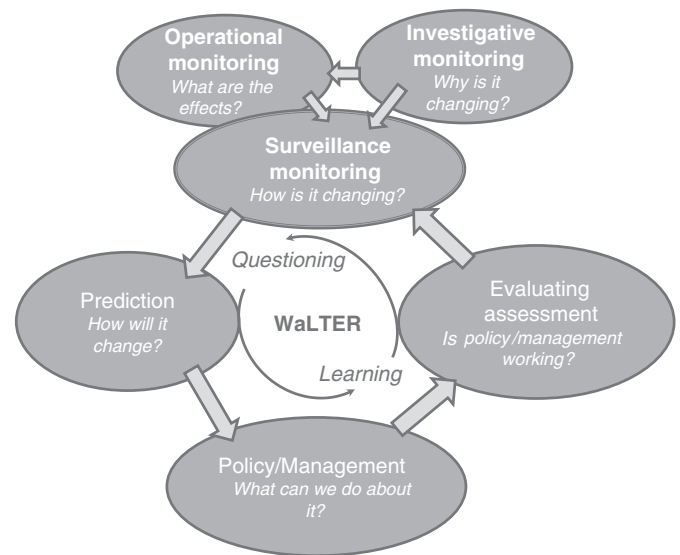 Operational
monitoring
What are the
effects?
Investigative
monitoring
Why is it
changing?
Surveillance
monitoring
How is it changing?
Questioning
Prediction
How will it
change?
WaLTER
Evaluating
assessment
Is policy/management
working?
Learning
Policy/Management
What can we do about
it?